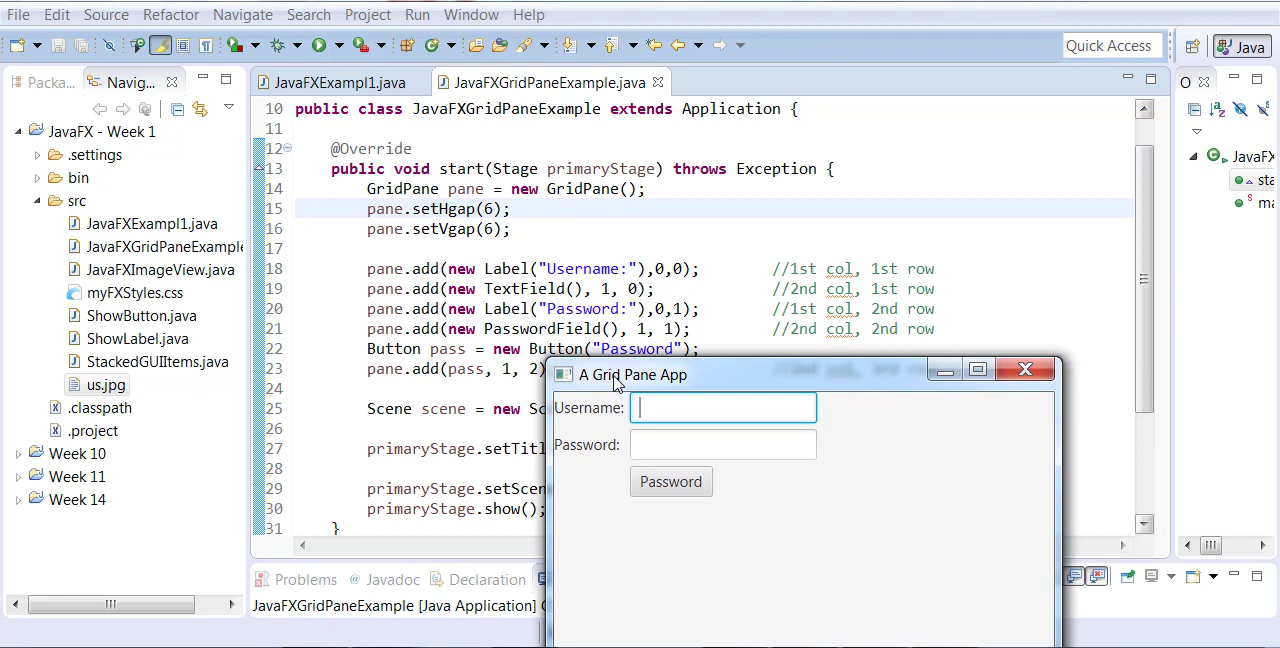 File Edit Source Refactor Navigate Search Project Run Window Help
Quick Access
Java
Packa...
Navig...
JavaFX - Week 1
.settings
bin
src
JavaFXExampl1.java
JavaFXGridPaneExample
JavaFXImageView.java
myFXStyles.css
ShowButton.java
ShowLabel.java
StackedGUIItems.java
us.jpg
.classpath
.project
Week 10
Week 11
Week 14
JavaFXExampl1.java JavaFXGridPaneExample.java
10 public class JavaFXGridPaneExample extends Application {
11
12 @Override
13 public void start(Stage primaryStage) throws Exception {
14 GridPane pane = new GridPane();
15 pane.setHgap(6);
16 pane.setVgap(6);
17
18 pane.add(new Label("Username:"),0,0); //1st col, 1st row
19 pane.add(new TextField(), 1, 0); //2nd col, 1st row
20 pane.add(new Label("Password:"),0,1); //1st col, 2nd row
21 pane.add(new PasswordField(), 1, 1); //2nd col, 2nd row
22 Button pass = new Button("Password");
23 pane.add(pass, 1, 2)
24
25 Scene scene = new Sc
26
27 primaryStage.setTitl
28
29 primaryStage.setScen
30 primaryStage.show();
31 }
A Grid Pane App
Username:
Password:
Password
Problems @ Javadoc Declaration
JavaFXGridPaneExample [Java Application]
O
JavaFX
sta
ma